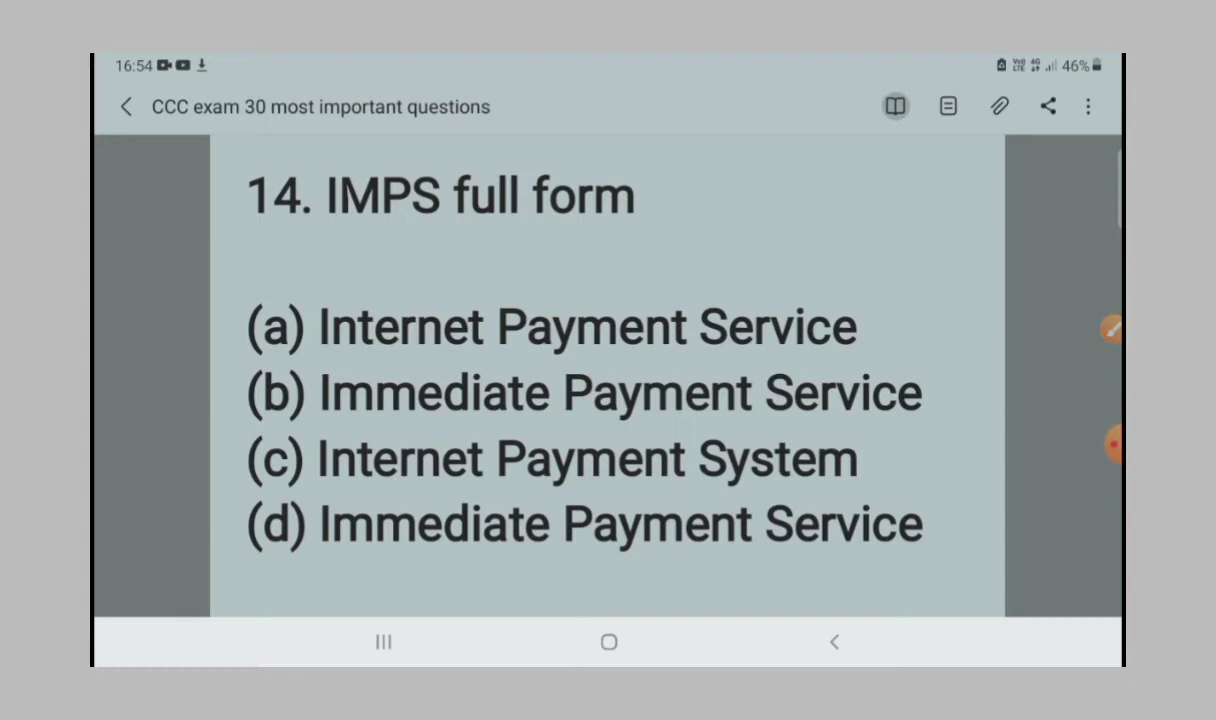 16:54
46%
CCC exam 30 most important questions
14. IMPS full form
(a) Internet Payment Service
(b) Immediate Payment Service
(c) Internet Payment System
(d) Immediate Payment Service